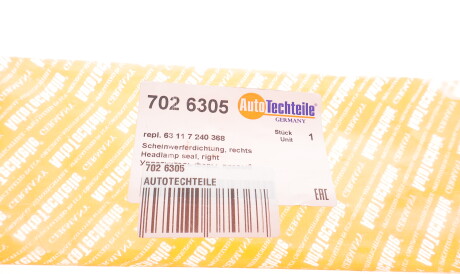 702 6305
AutoTechteile
GERMANY
repl. 63 11 7 240 368
Stück
Unit
1
Scheinwerferdichtung, rechts
Headlamp seal, right
702 6305
AUTOTECHTEILE
EAC